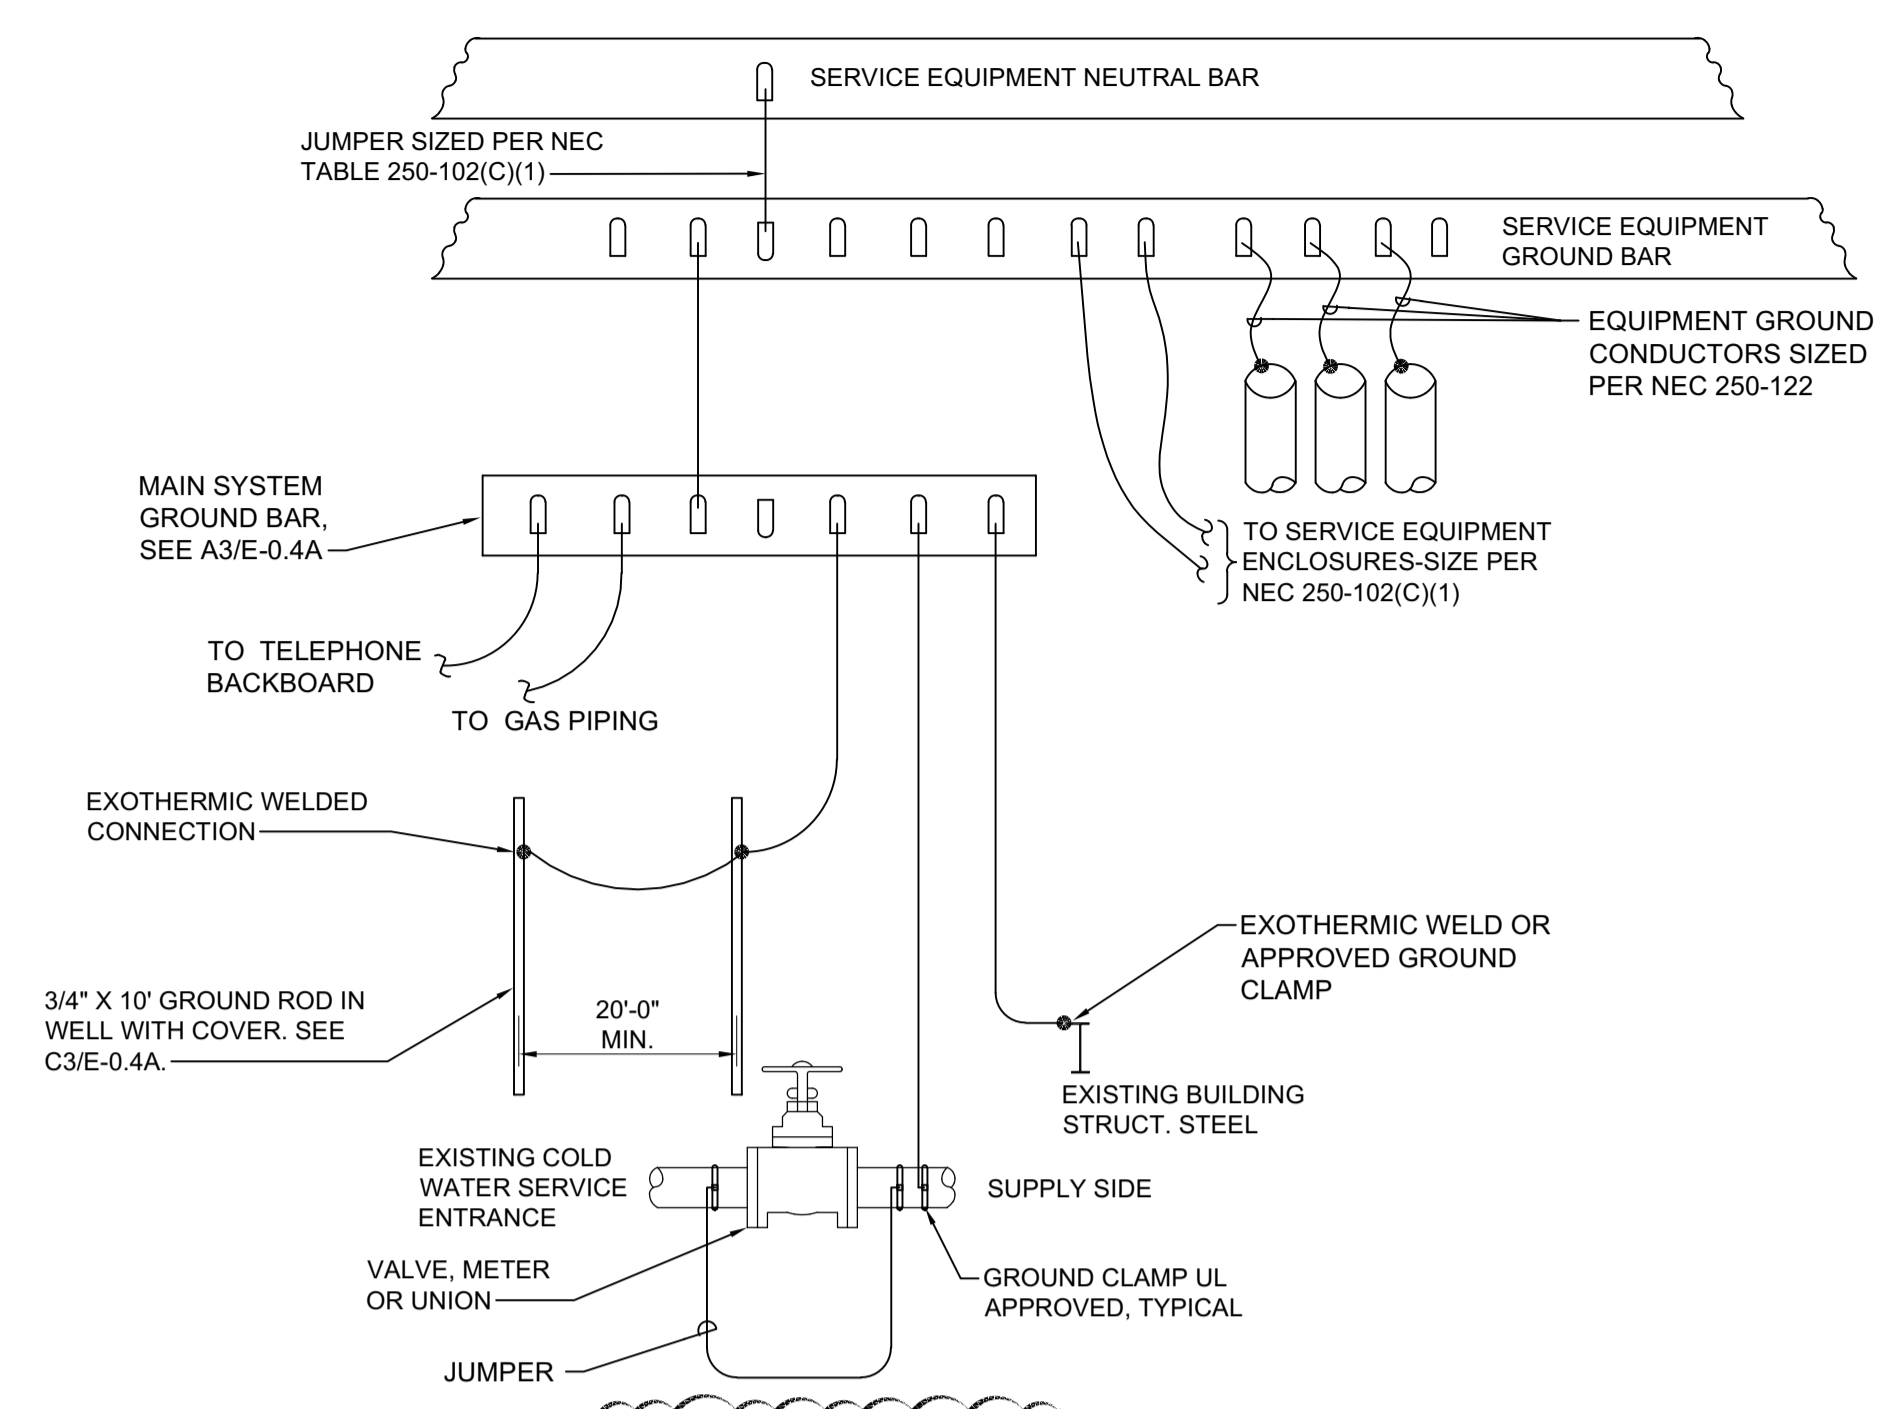 SERVICE EQUIPMENT NEUTRAL BAR
JUMPER SIZED PER NEC
TABLE 250-102(C)(1)
SERVICE EQUIPMENT
GROUND BAR
EQUIPMENT GROUND
CONDUCTORS SIZED
PER NEC 250-122
MAIN SYSTEM
GROUND BAR,
SEE A3/E-0.4A
TO SERVICE EQUIPMENT
ENCLOSURES-SIZE PER
NEC 250-102(C)(1)
TO TELEPHONE
BACKBOARD
TO GAS PIPING
EXOTHERMIC WELDED
CONNECTION
EXOTHERMIC WELD OR
APPROVED GROUND
CLAMP
3/4" X 10' GROUND ROD IN
WELL WITH COVER. SEE
C3/E-0.4A.
20'-0"
MIN.
EXISTING BUILDING
STRUCT. STEEL
EXISTING COLD
WATER SERVICE
ENTRANCE
SUPPLY SIDE
VALVE, METER
OR UNION
GROUND CLAMP UL
APPROVED, TYPICAL
JUMPER